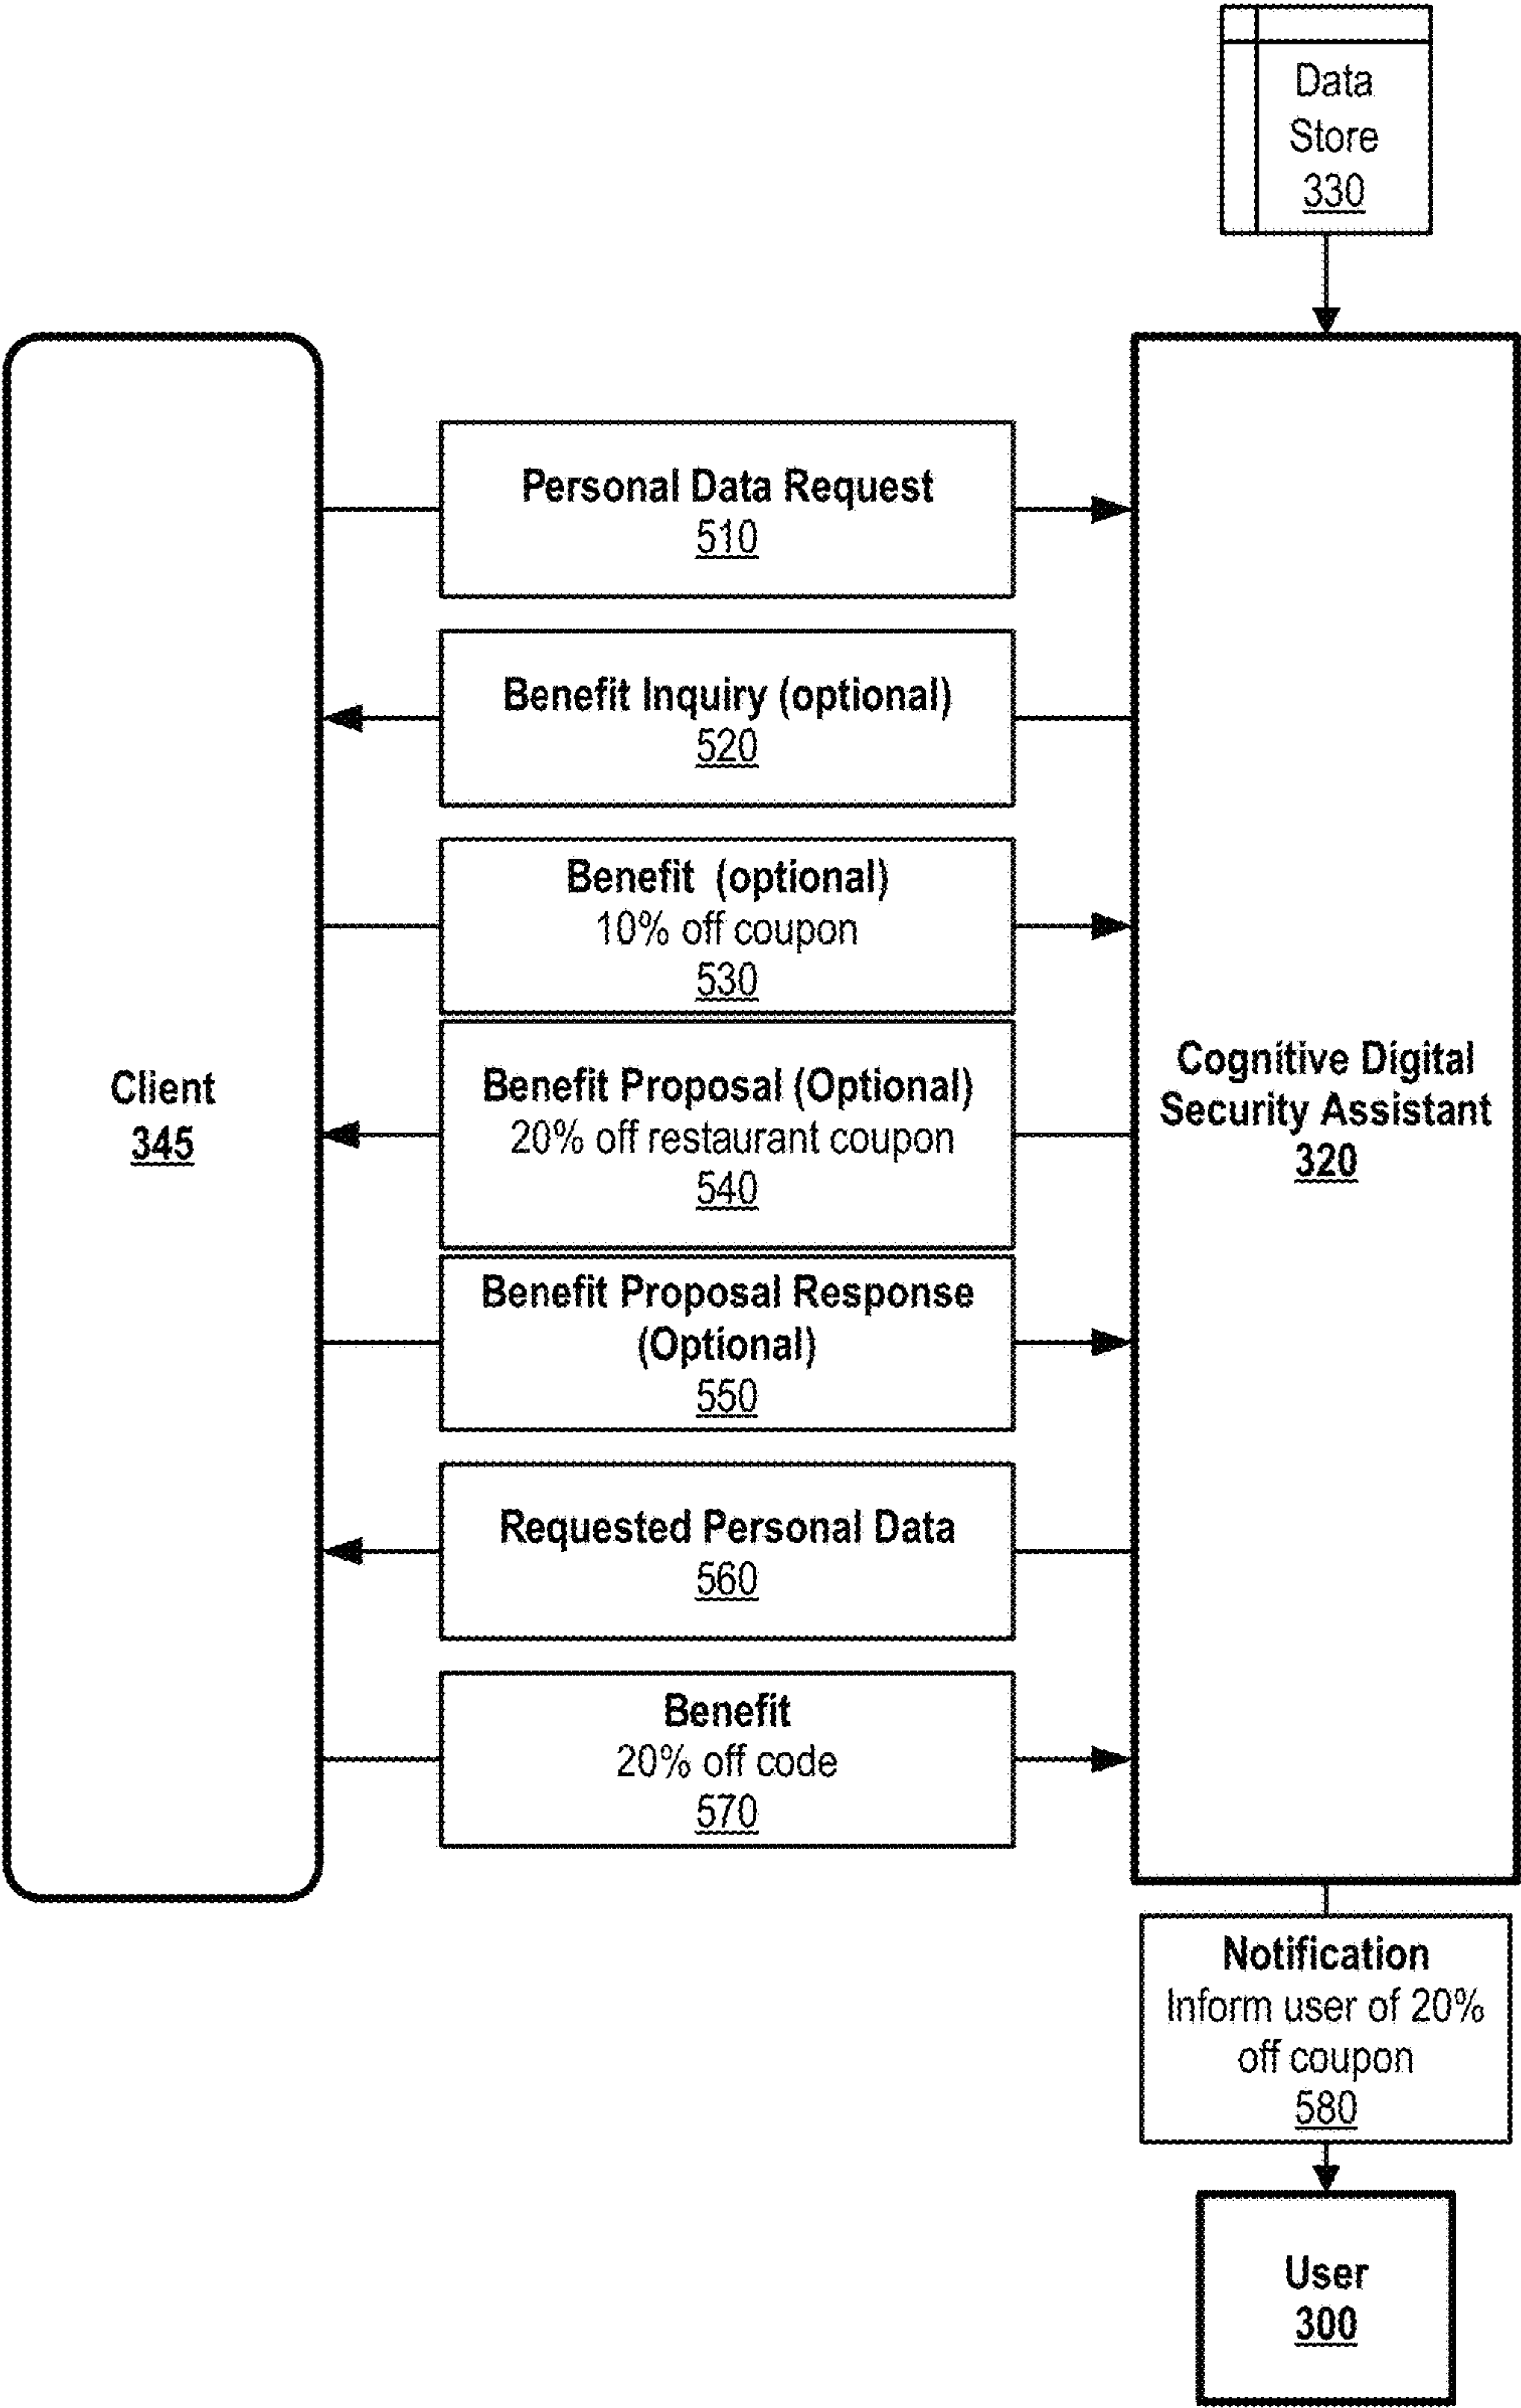 Data
Store
330
Personal Data Request
510
Benefit Inquiry (optional)
520
Benefit (optional)
10% off coupon
530
Client
345
Benefit Proposal (Optional)
20% off restaurant coupon
540
Cognitive Digital
Security Assistant
320
Benefit Proposal Response
(Optional)
550
Requested Personal Data
560
Benefit
20% off code
570
Notification
Inform user of 20%
off coupon
580
User
300